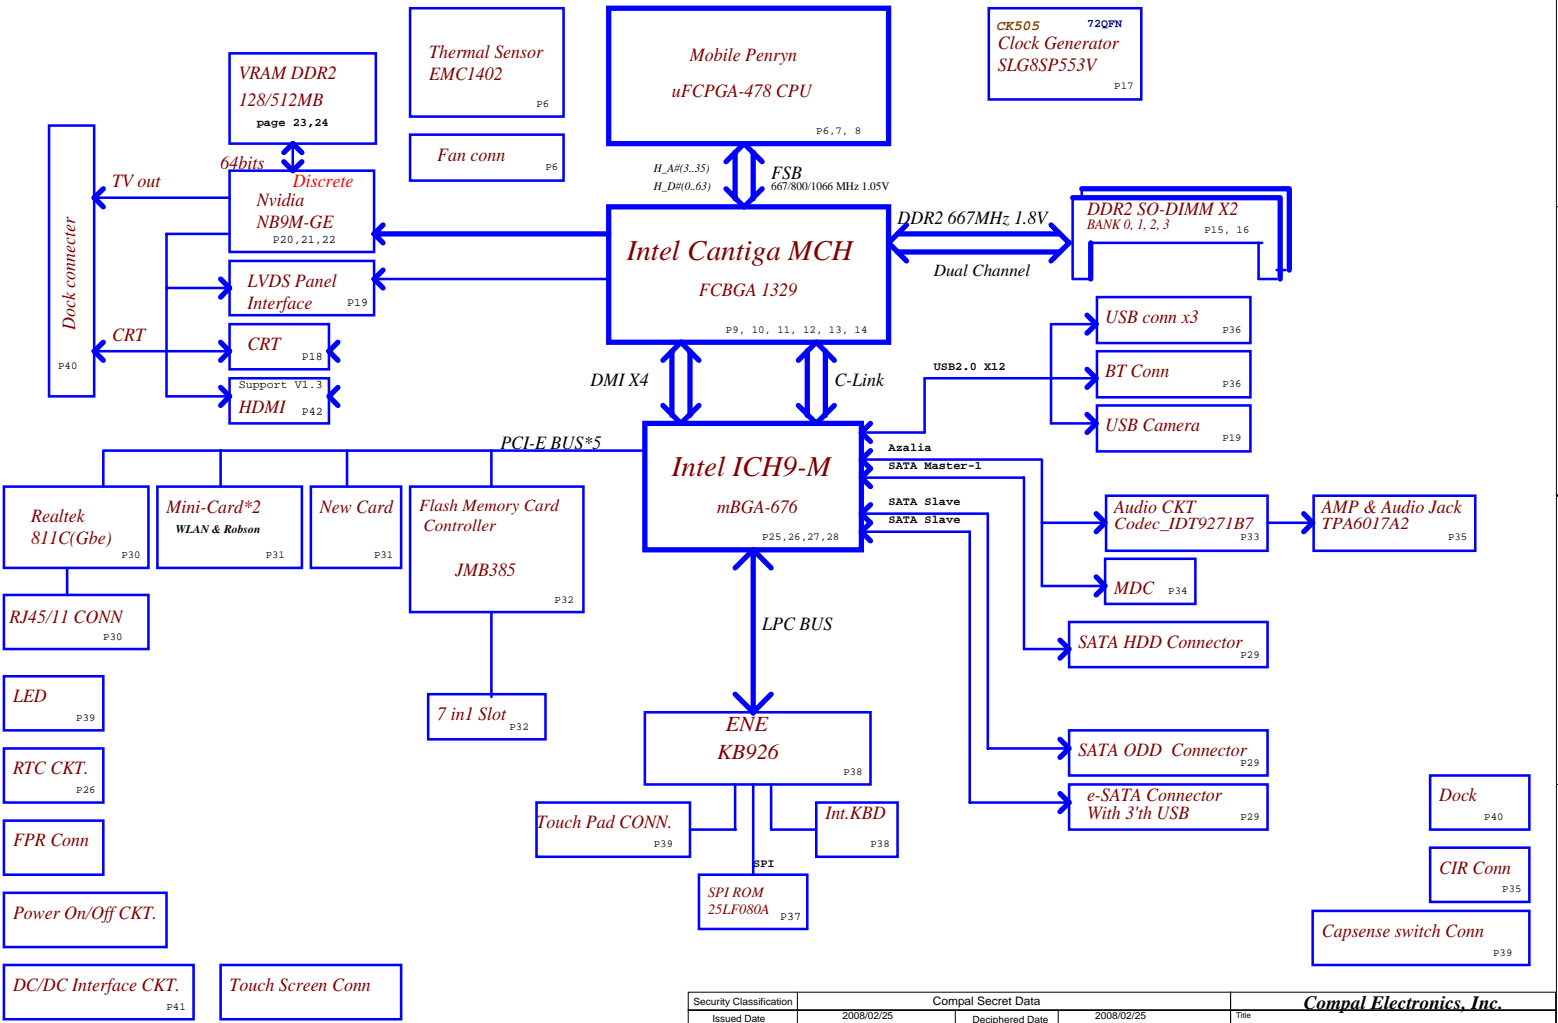 Thermal Sensor
EMC1402
P6
Fan conn
P6
Mobile Penryn
uFCPGA-478 CPU
P6,7, 8
CK505
72QFN
Clock Generator
SLG8SP553V
P17
VRAM DDR2
128/512MB
page 23,24
64bits
Discrete
Nvidia
NB9M-GE
P20,21,22
TV out
Dock connecter
P40
CRT
LVDS Panel
Interface
P19
CRT
P18
Support V1.3
HDMI
P42
H_A#(3..35)
H_D#(0..63)
FSB
667/800/1066 MHz 1.05V
Intel Cantiga MCH
FCBGA 1329
P9, 10, 11, 12, 13, 14
DDR2 667MHz 1.8V
Dual Channel
DDR2 SO-DIMM X2
BANK 0, 1, 2, 3
P15, 16
DMI X4
C-Link
USB2.0 X12
USB conn x3
P36
BT Conn
P36
USB Camera
P19
PCI-E BUS*5
Intel ICH9-M
mBGA-676
P25,26,27,28
Azalia
SATA Master-1
SATA Slave
SATA Slave
Realtek
811C(Gbe)
P30
Mini-Card*2
WLAN & Robson
P31
New Card
P31
Flash Memory Card
Controller
JMB385
P32
Audio CKT
Codec_IDT9271B7
P33
AMP & Audio Jack
TPA6017A2
P35
MDC
P34
RJ45/11 CONN
P30
LPC BUS
SATA HDD Connector
P29
LED
P39
7 in1 Slot
P32
ENE
KB926
P38
SATA ODD  Connector
P29
RTC CKT.
P26
e-SATA Connector
With 3'th USB
P29
Dock
P40
Touch Pad CONN.
P39
Int.KBD
P38
FPR Conn
SPI
SPI ROM
25LF080A
P37
CIR Conn
P35
Power On/Off CKT.
Capsense switch Conn
P39
DC/DC Interface CKT.
P41
Touch Screen Conn
Security Classification
Compal Secret Data
Compal Electronics, Inc.
Issued Date
2008/02/25
Deciphered Date
2008/02/25
Title